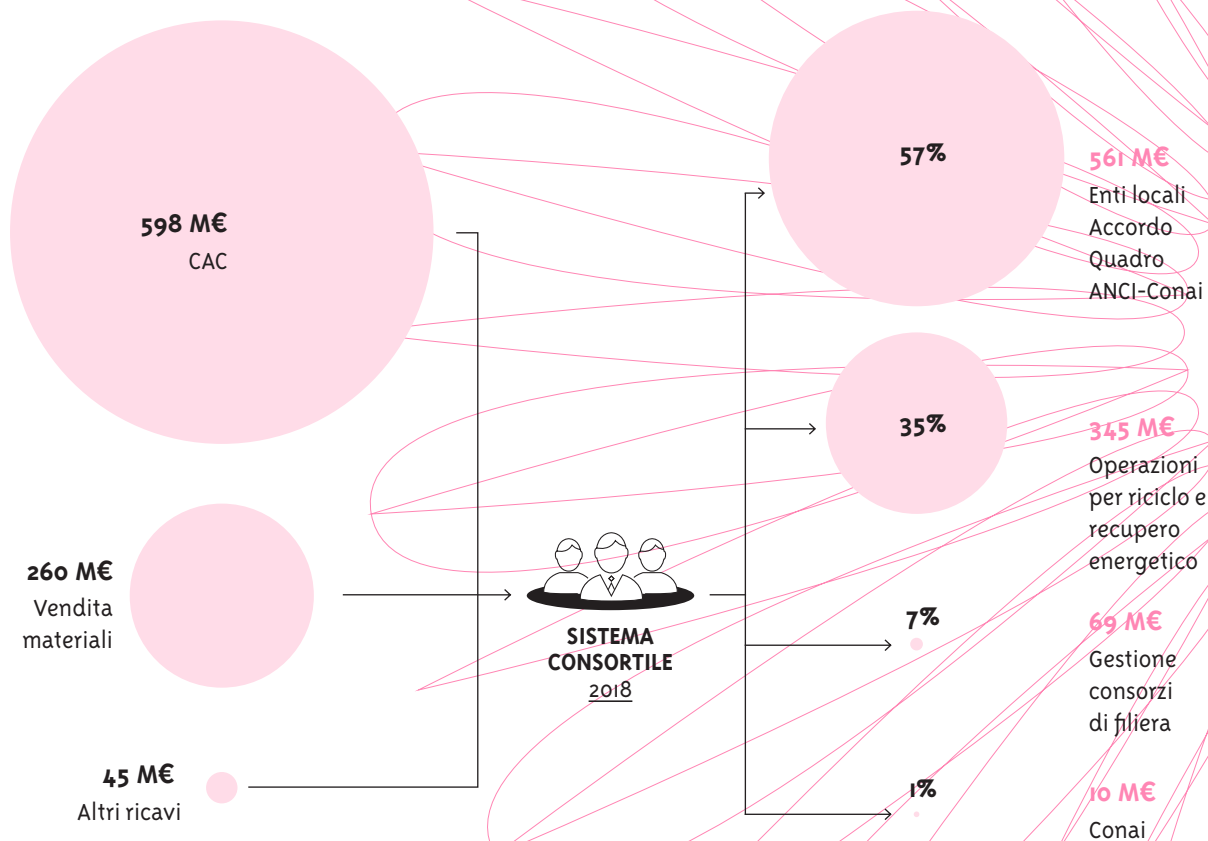 598 M€
CAC
260 M€
Vendita
materiali
45 M€
Altri ricavi
SISTEMA
CONSORTILE
2018
57%
561 M€
Enti locali
Accordo
Quadro
ANCI-Conai
35%
345 M€
Operazioni
per riciclo e
recupero
energetico
7%
69 M€
Gestione
consorzi
di filiera
1%
10 M€
Conai